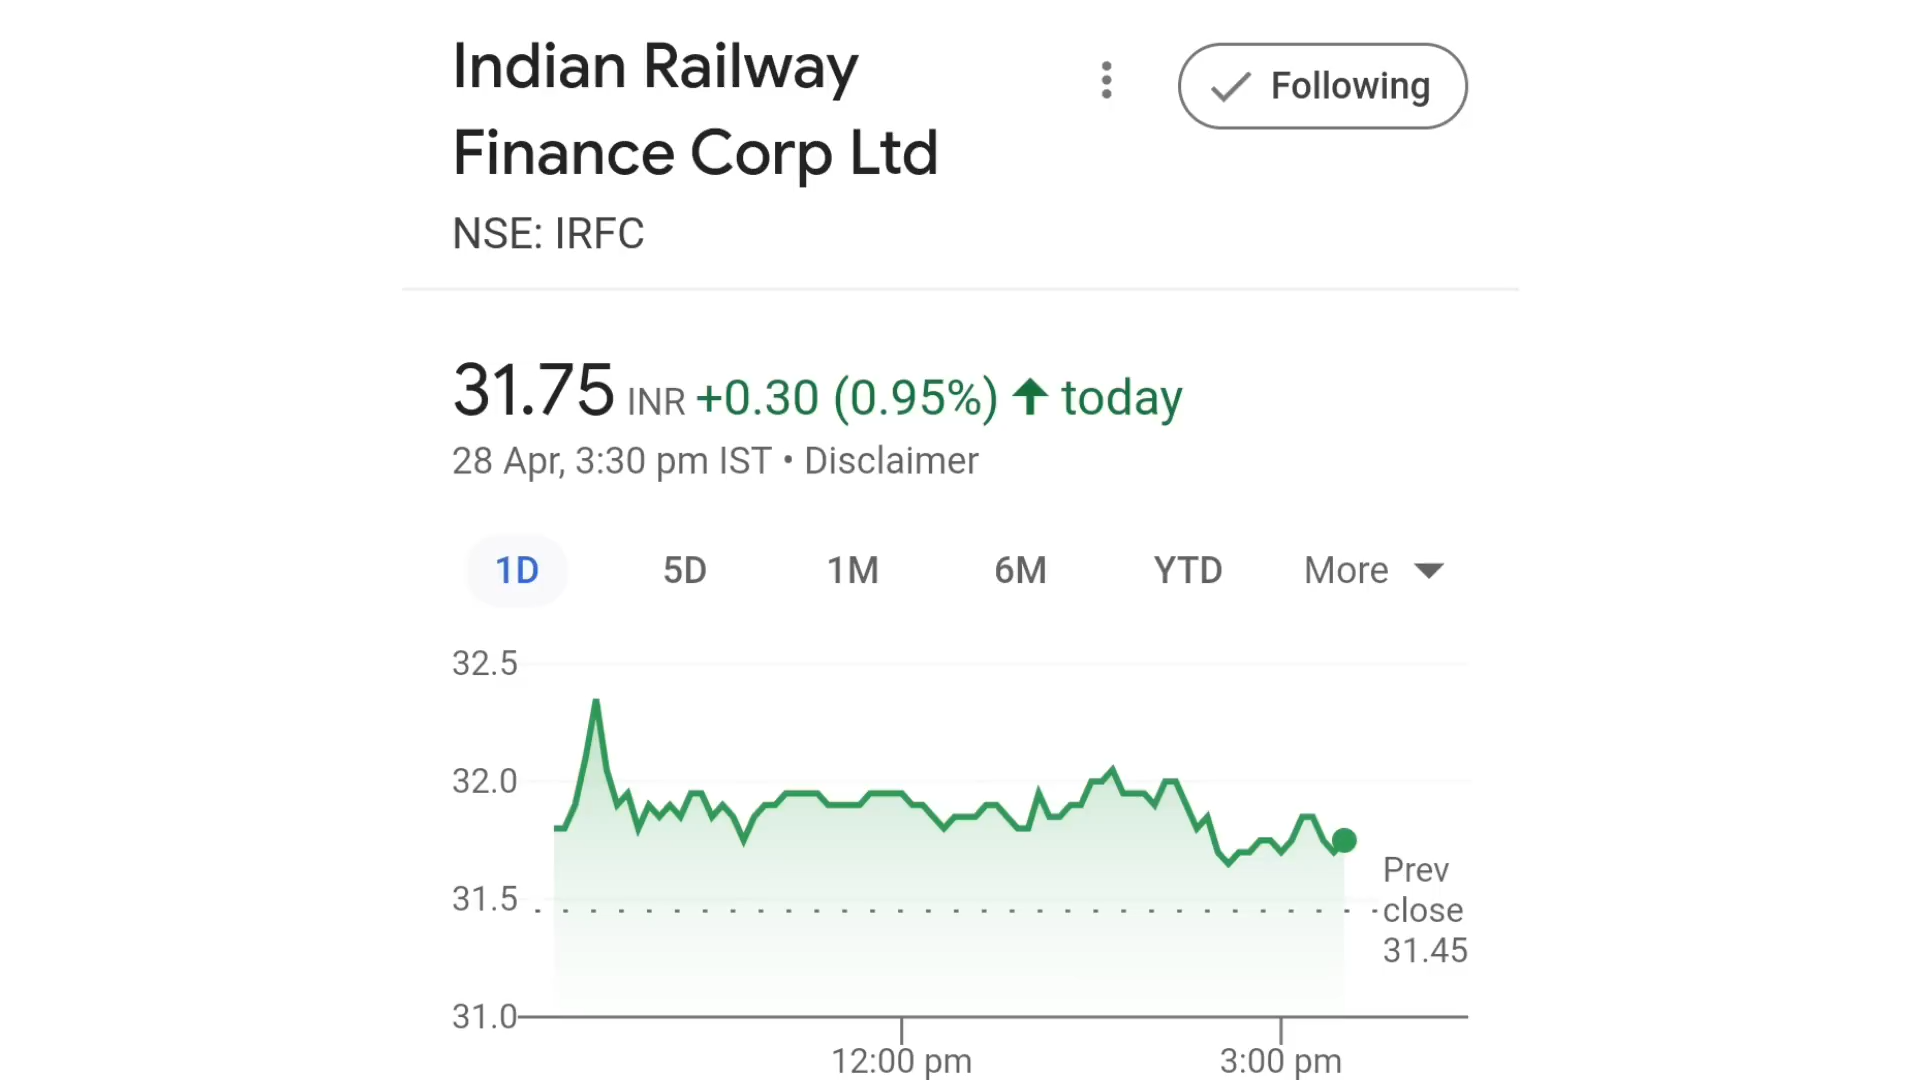 Indian Railway
Finance Corp Ltd
Following
NSE: IRFC
31.75 INR +0.30 (0.95%) today
28 Apr, 3:30 pm IST • Disclaimer
1D 5D 1M 6M YTD More
32.5
32.0
31.5
31.0
Prev
close
31.45
12:00 pm 3:00 pm